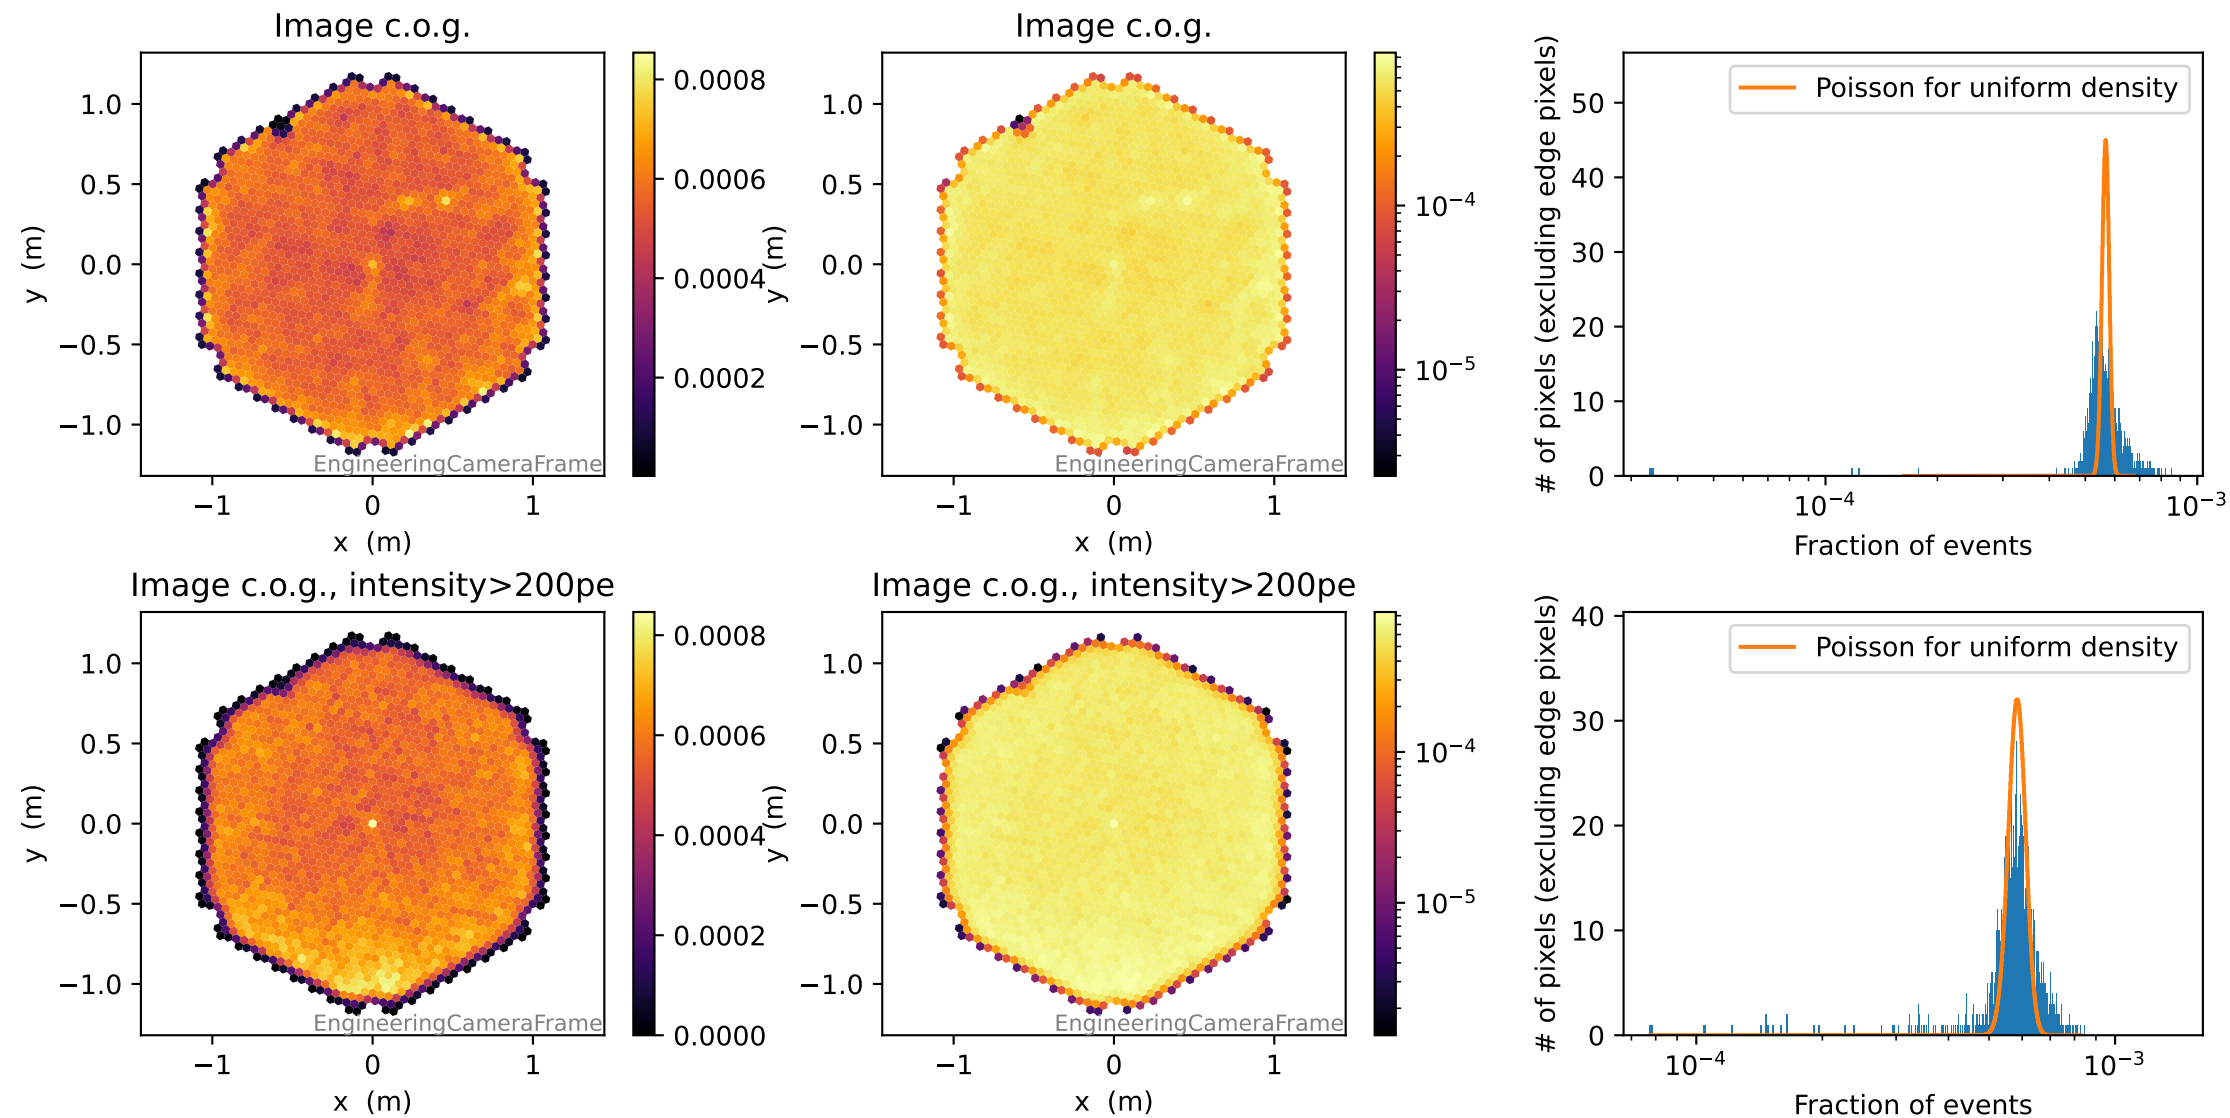 Image c.o.g.
1.0
0.5
0.0
−0.5
−1.0
y (m)
−1
0
1
x (m)
EngineeringCameraFrame
0.0008
0.0006
0.0004
0.0002
Image c.o.g.
1.0
0.5
0.0
−0.5
−1.0
y (m)
−1
0
1
x (m)
EngineeringCameraFrame
10⁻⁴
10⁻⁵
# of pixels (excluding edge pixels)
50
40
30
20
10
0
Poisson for uniform density
10⁻⁴
10⁻³
Fraction of events
Image c.o.g., intensity>200pe
1.0
0.5
0.0
−0.5
−1.0
y (m)
−1
0
1
x (m)
EngineeringCameraFrame
0.0008
0.0006
0.0004
0.0002
0.0000
Image c.o.g., intensity>200pe
1.0
0.5
0.0
−0.5
−1.0
y (m)
−1
0
1
x (m)
EngineeringCameraFrame
10⁻⁴
10⁻⁵
# of pixels (excluding edge pixels)
40
30
20
10
0
Poisson for uniform density
10⁻⁴
10⁻³
Fraction of events